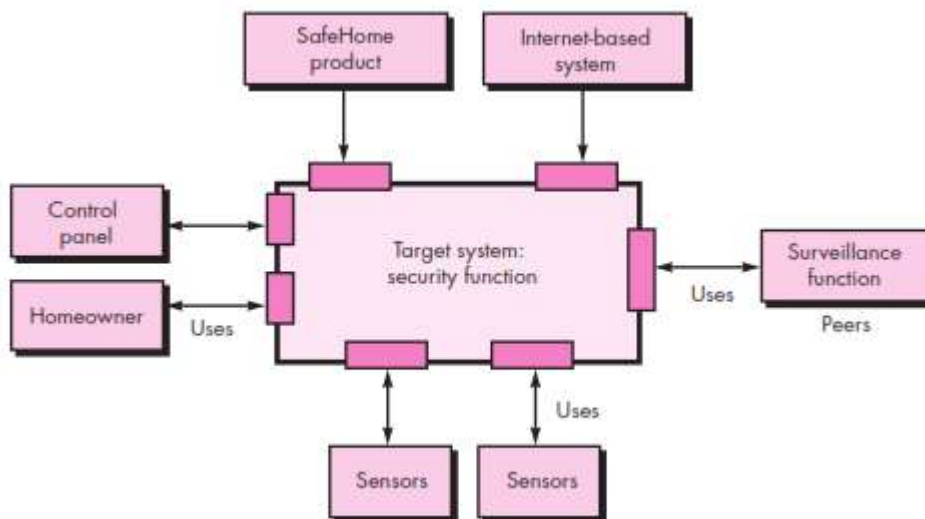 SafeHome
product
Internet-based
system
Control
panel
Target system:
security function
Surveillance
function
Homeowner
Uses
Uses
Peers
Uses
Sensors
Sensors